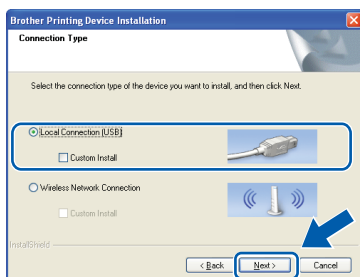 Brother Printing Device Installation
Connection Type
Select the connection type of the device you want to install, and then click Next.
Local Connection (USB)
Custom Install
Wireless Network Connection
Custom Install
InstallShield
< Back
Next >
Cancel